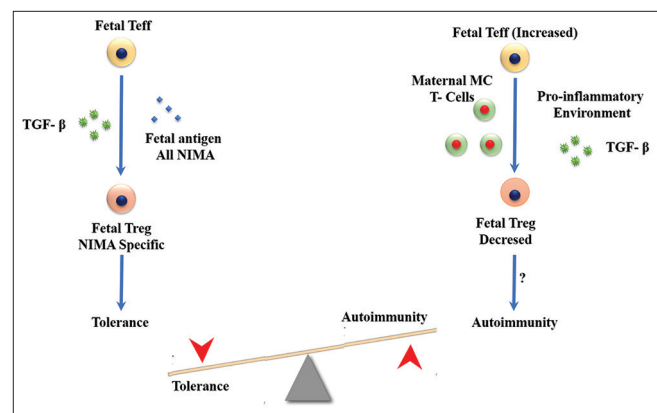 Fetal Teff
TGF- β
Fetal antigen
All NIMA
Fetal Treg
NIMA Specific
Tolerance
Fetal Teff (Increased)
Maternal MC
T- Cells
Pro-inflammatory
Environment
TGF- β
Fetal Treg
Decresed
?
Autoimmunity
Autoimmunity
Tolerance